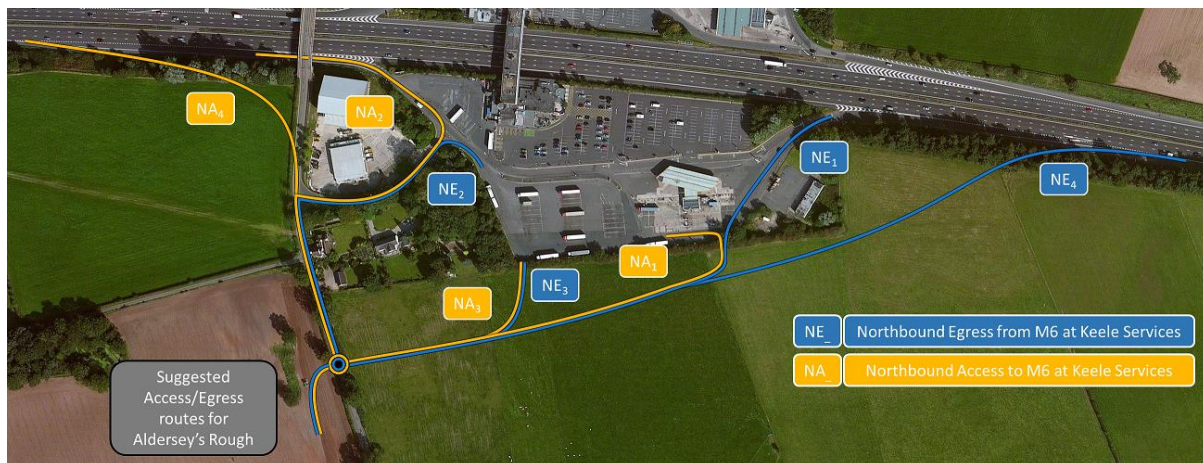 NA₄
NA₂
NE₂
NE₁
NE₄
NA₁
NE₃
NA₃
NE_ Northbound Egress from M6 at Keele Services
NA_ Northbound Access to M6 at Keele Services
Suggested
Access/Egress
routes for
Aldersey's Rough